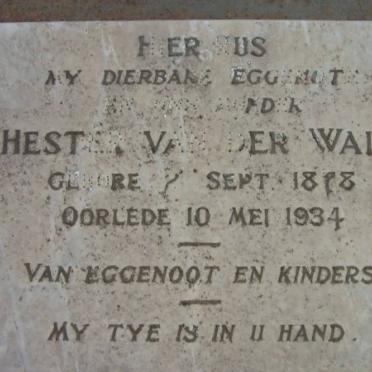 HIER RUS
MY DIERBARE EGGENOTE
HESTER VAN DER WAL
GEBORE 7 SEPT 1878
OORLEDE 10 MEI 1934
VAN EGGENOOT EN KINDERS
MY TYE IS IN U HAND.